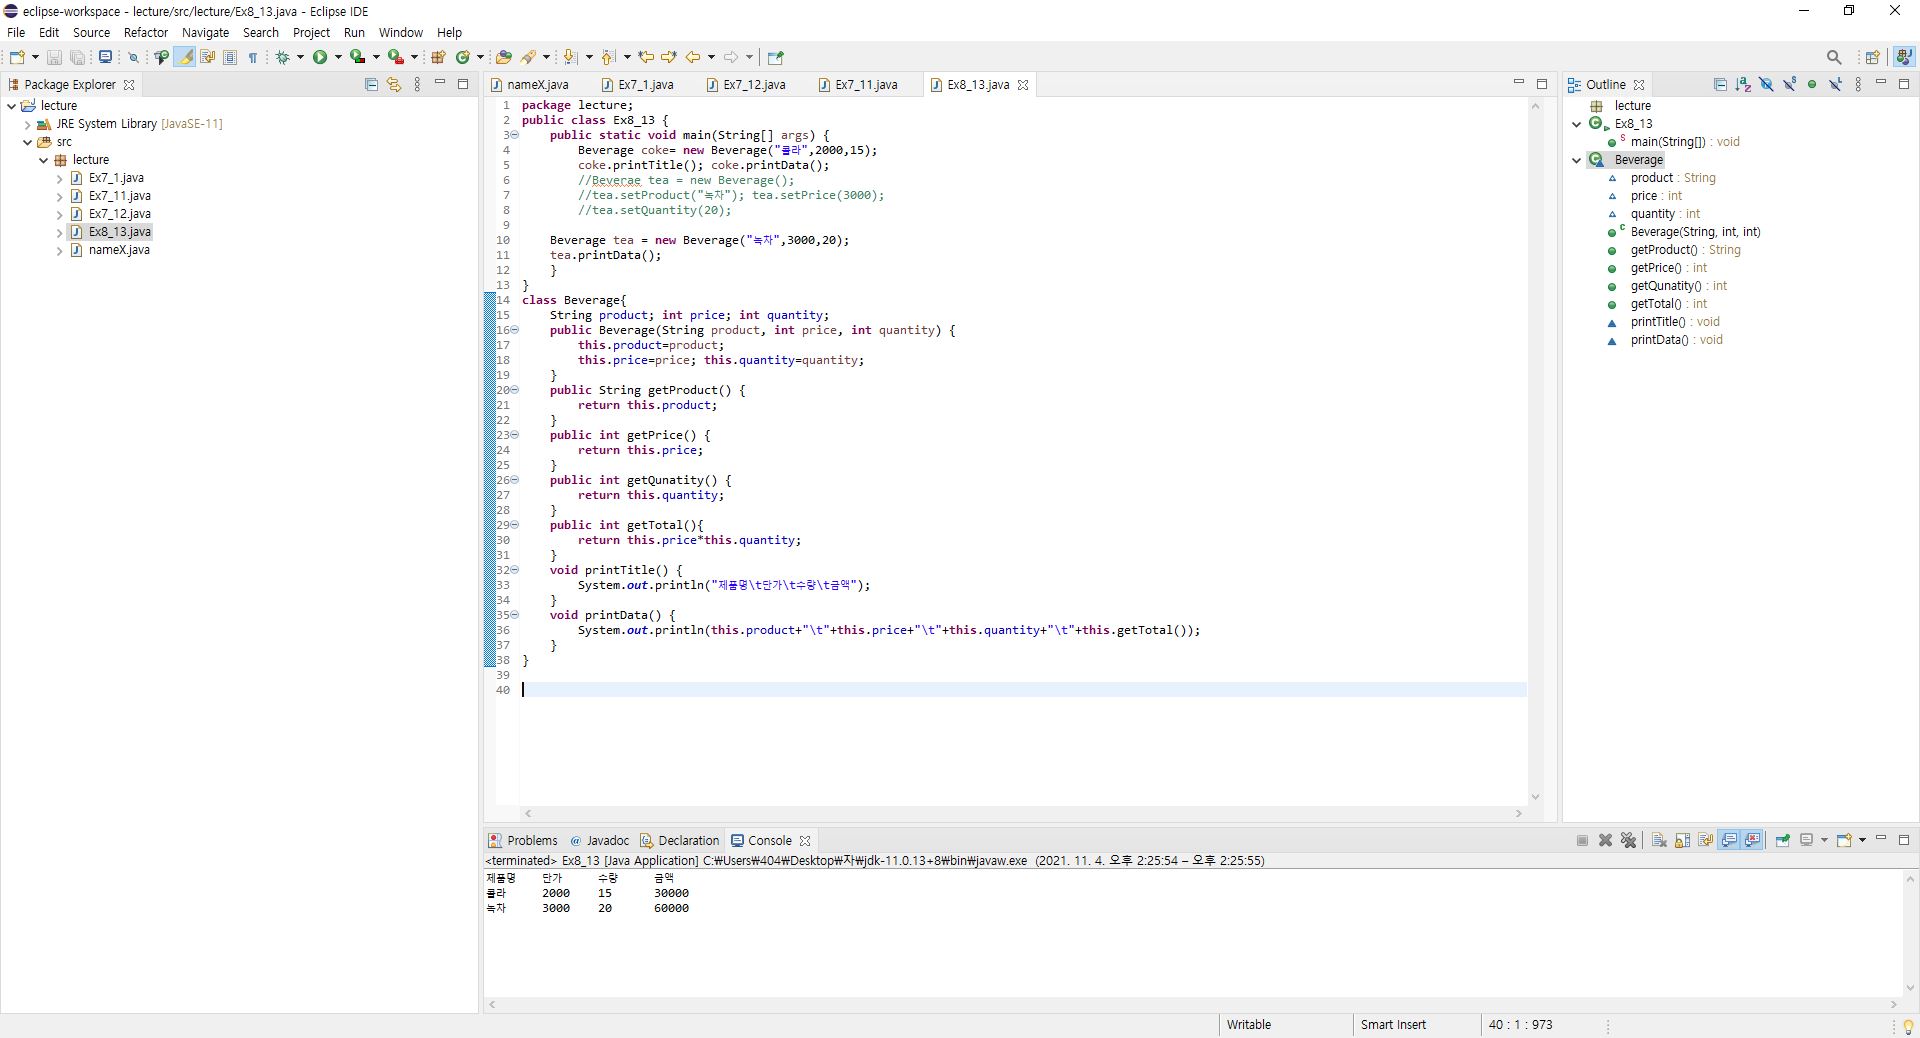 eclipse-workspace - lecture/src/lecture/Ex8_13.java - Eclipse IDE
File Edit Source Refactor Navigate Search Project Run Window Help
Package Explorer
lecture
JRE System Library [JavaSE-11]
src
lecture
Ex7_1.java
Ex7_11.java
Ex7_12.java
Ex8_13.java
nameX.java
nameX.java Ex7_1.java Ex7_12.java Ex7_11.java Ex8_13.java
1 package lecture;
2 public class Ex8_13 {
3 public static void main(String[] args) {
4 Beverage coke= new Beverage("콜라",2000,15);
5 coke.printTitle(); coke.printData();
6 //Beverae tea = new Beverage();
7 //tea.setProduct("녹차"); tea.setPrice(3000);
8 //tea.setQuantity(20);
9
10 Beverage tea = new Beverage("녹차",3000,20);
11 tea.printData();
12 }
13 }
14 class Beverage{
15 String product; int price; int quantity;
16 public Beverage(String product, int price, int quantity) {
17 this.product=product;
18 this.price=price; this.quantity=quantity;
19 }
20 public String getProduct() {
21 return this.product;
22 }
23 public int getPrice() {
24 return this.price;
25 }
26 public int getQunatity() {
27 return this.quantity;
28 }
29 public int getTotal(){
30 return this.price*this.quantity;
31 }
32 void printTitle() {
33 System.out.println("제품명\t단가\t수량\t금액");
34 }
35 void printData() {
36 System.out.println(this.product+"\t"+this.price+"\t"+this.quantity+"\t"+this.getTotal());
37 }
38 }
39
40
Outline
lecture
Ex8_13
main(String[]) : void
Beverage
product : String
price : int
quantity : int
Beverage(String, int, int)
getProduct() : String
getPrice() : int
getQunatity() : int
getTotal() : int
printTitle() : void
printData() : void
Problems Javadoc Declaration Console
<terminated> Ex8_13 [Java Application] C:₩Users₩404₩Desktop₩자₩jdk-11.0.13+8₩bin₩javaw.exe (2021. 11. 4. 오후 2:25:54 – 오후 2:25:55)
제품명 단가 수량 금액
콜라 2000 15 30000
녹차 3000 20 60000
Writable Smart Insert 40 : 1 : 973